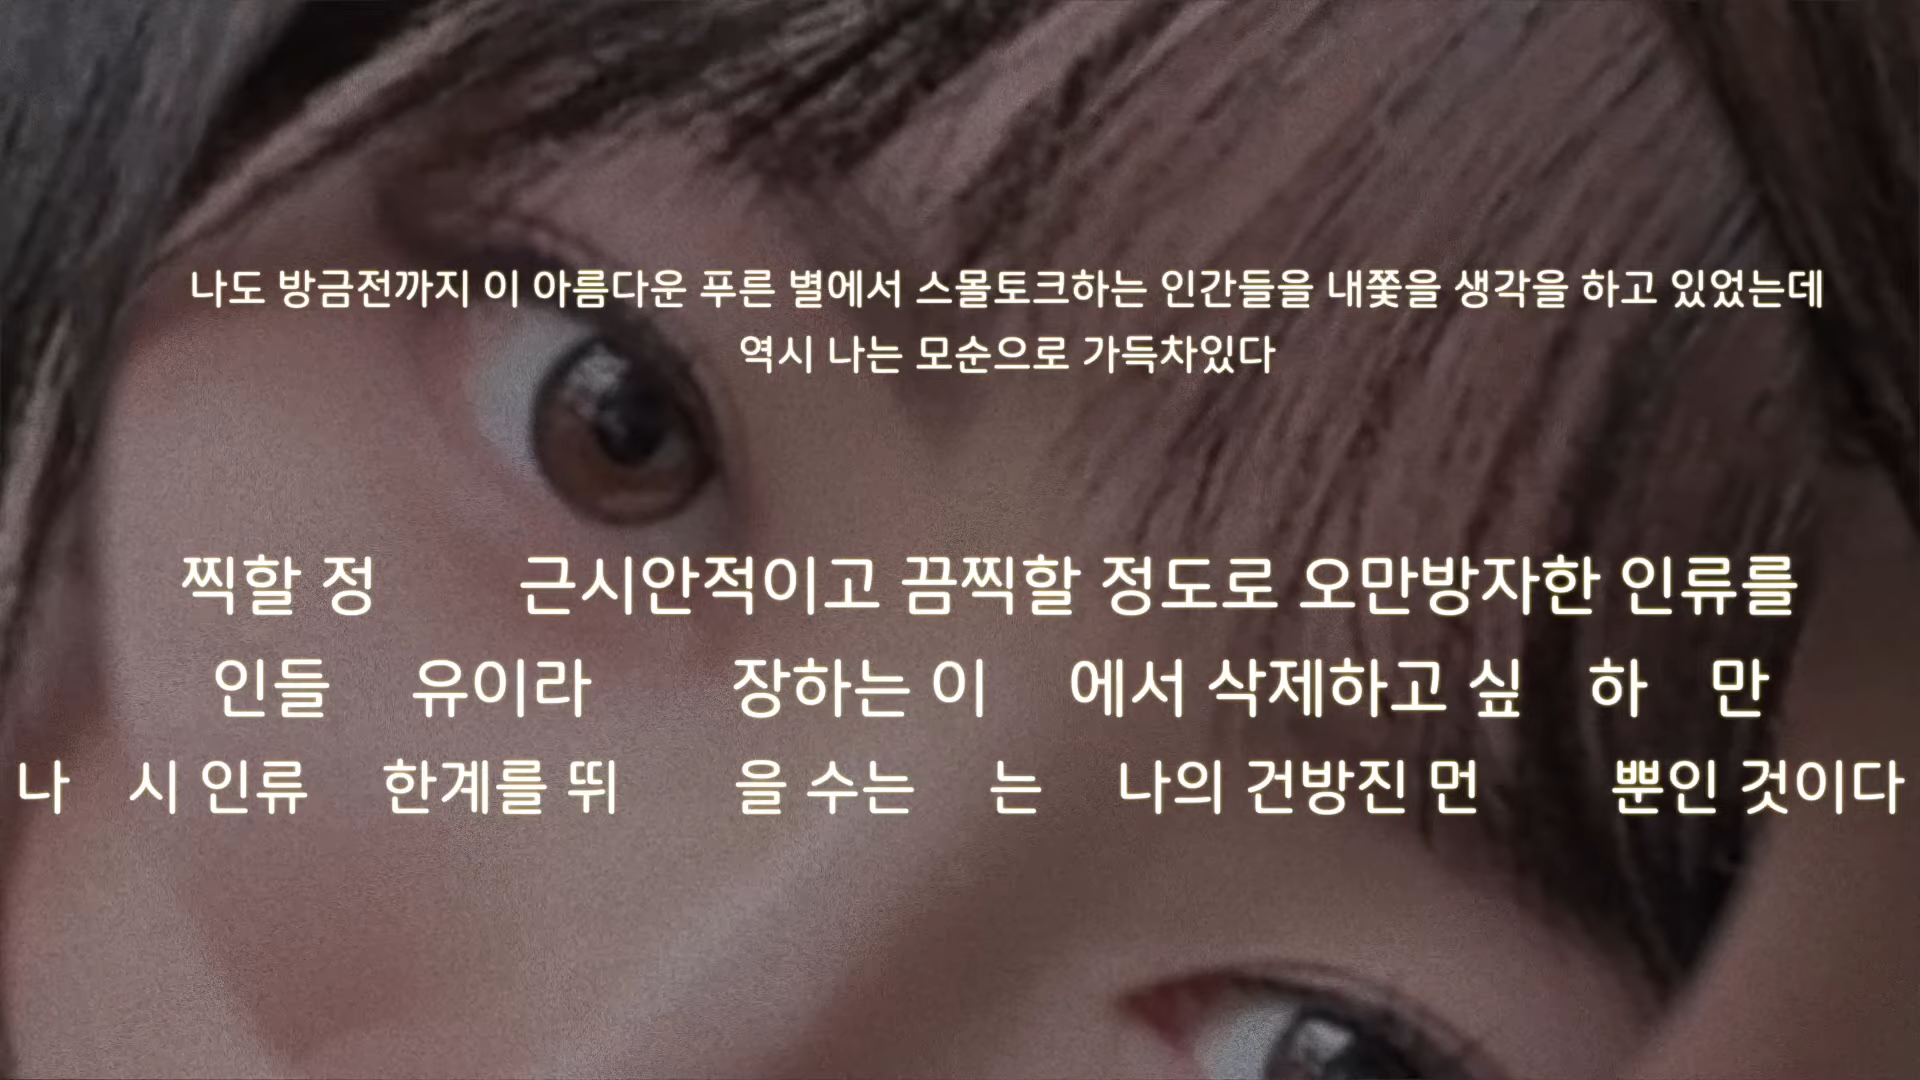 나도 방금전까지 이 아름다운 푸른 별에서 스몰토크하는 인간들을 내쫓을 생각을 하고 있었는데
역시 나는 모순으로 가득차있다
찍할 정 근시안적이고 끔찍할 정도로 오만방자한 인류를
인들 유이라 장하는 이 에서 삭제하고 싶 하 만
나 시 인류 한계를 뛰 을 수는 는 나의 건방진 먼 뿐인 것이다